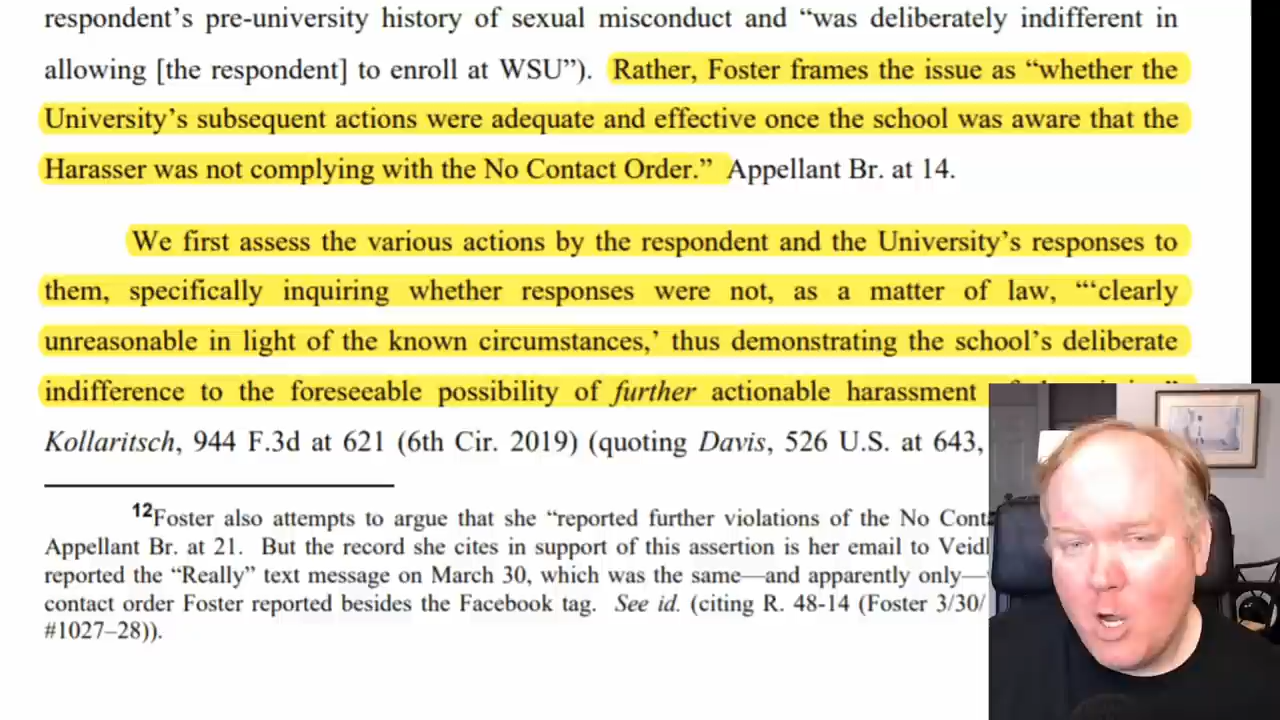 respondent's pre-university history of sexual misconduct and “was deliberately indifferent in
allowing [the respondent] to enroll at WSU”). Rather, Foster frames the issue as “whether the
University's subsequent actions were adequate and effective once the school was aware that the
Harasser was not complying with the No Contact Order.” Appellant Br. at 14.
We first assess the various actions by the respondent and the University's responses to
them, specifically inquiring whether responses were not, as a matter of law, “‘clearly
unreasonable in light of the known circumstances,’ thus demonstrating the school's deliberate
indifference to the foreseeable possibility of further actionable harassment
Kollaritsch, 944 F.3d at 621 (6th Cir. 2019) (quoting Davis, 526 U.S. at 643,
12Foster also attempts to argue that she “reported further violations of the No
Appellant Br. at 21. But the record she cites in support of this assertion is her email to
reported the “Really” text message on March 30, which was the same—and apparently only—
contact order Foster reported besides the Facebook tag. See id. (citing R. 48-14 (Foster 3/30/
#1027–28)).